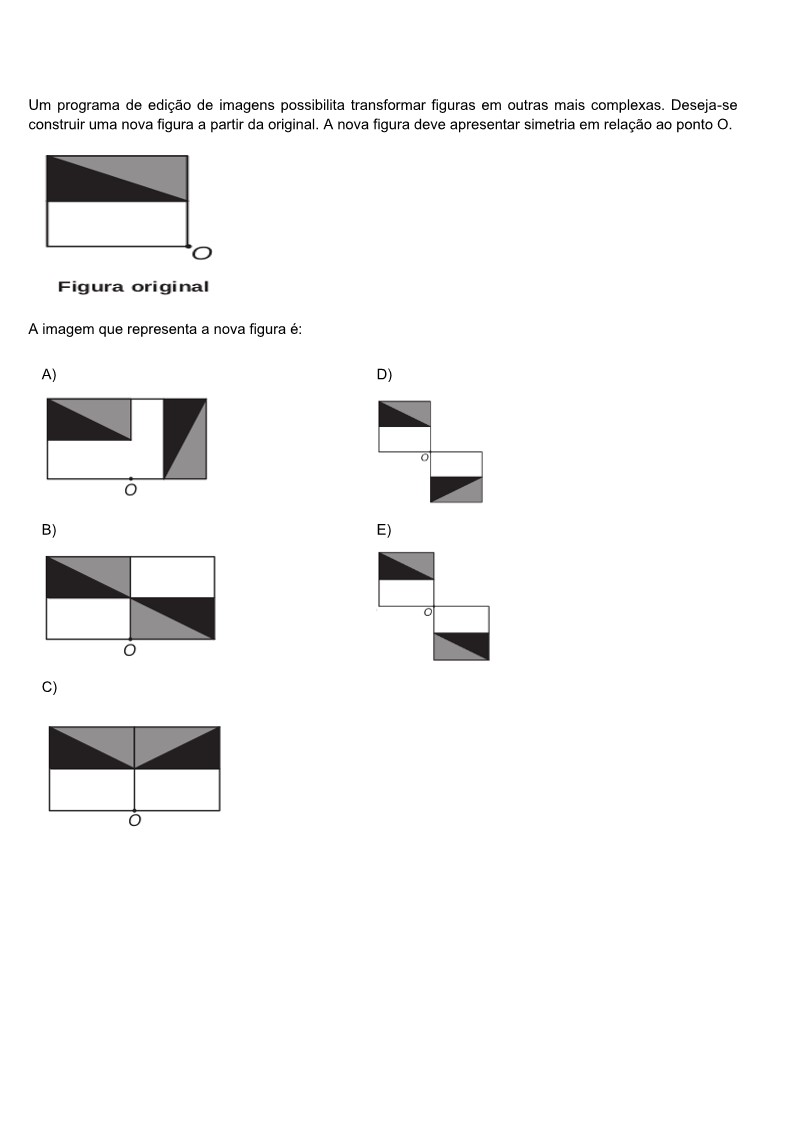 Um programa de edição de imagens possibilita transformar figuras em outras mais complexas. Deseja-se
construir uma nova figura a partir da original. A nova figura deve apresentar simetria em relação ao ponto O.
O
Figura original
A imagem que representa a nova figura é:
A)
O
B)
O
C)
O
D)
O
E)
O